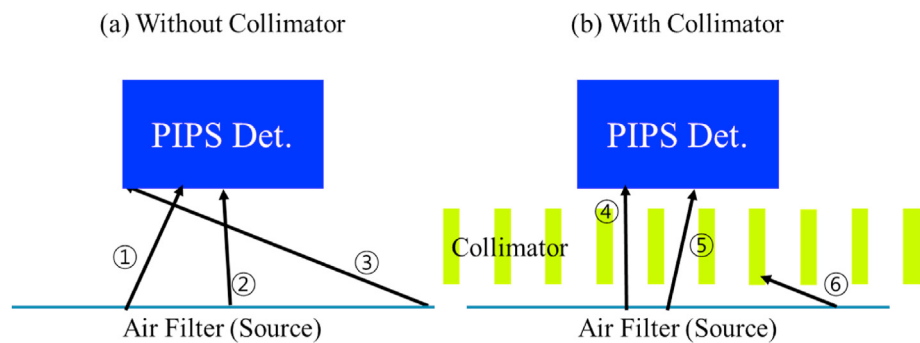 (a) Without Collimator
(b) With Collimator
PIPS Det.
PIPS Det.
①
②
③
④
⑤
⑥
Collimator
Air Filter (Source)
Air Filter (Source)